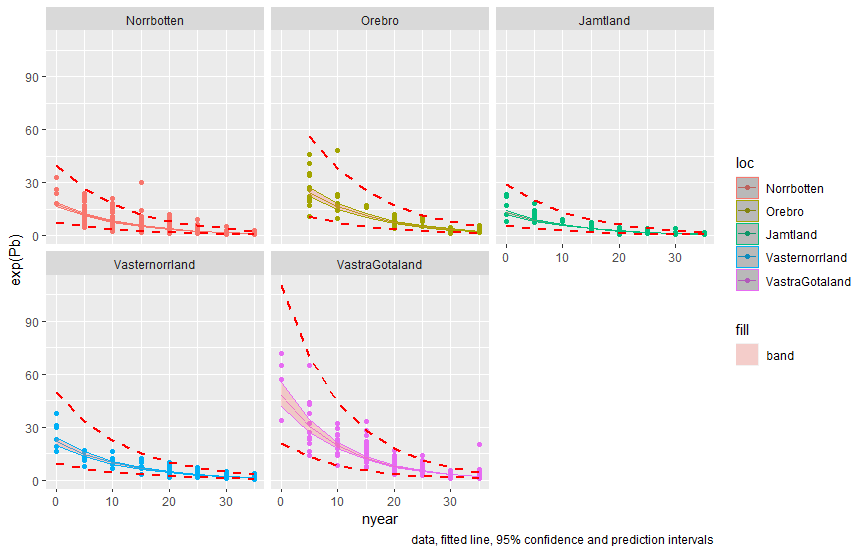 Norrbotten Orebro Jamtland
90
60
30
0
0 10 20 30
Vasternorrland VastraGotaland
90
60
30
0
0 10 20 30 0 10 20 30
exp(Pb)
nyear
loc
Norrbotten
Orebro
Jamtland
Vasternorrland
VastraGotaland
fill
band
data, fitted line, 95% confidence and prediction intervals